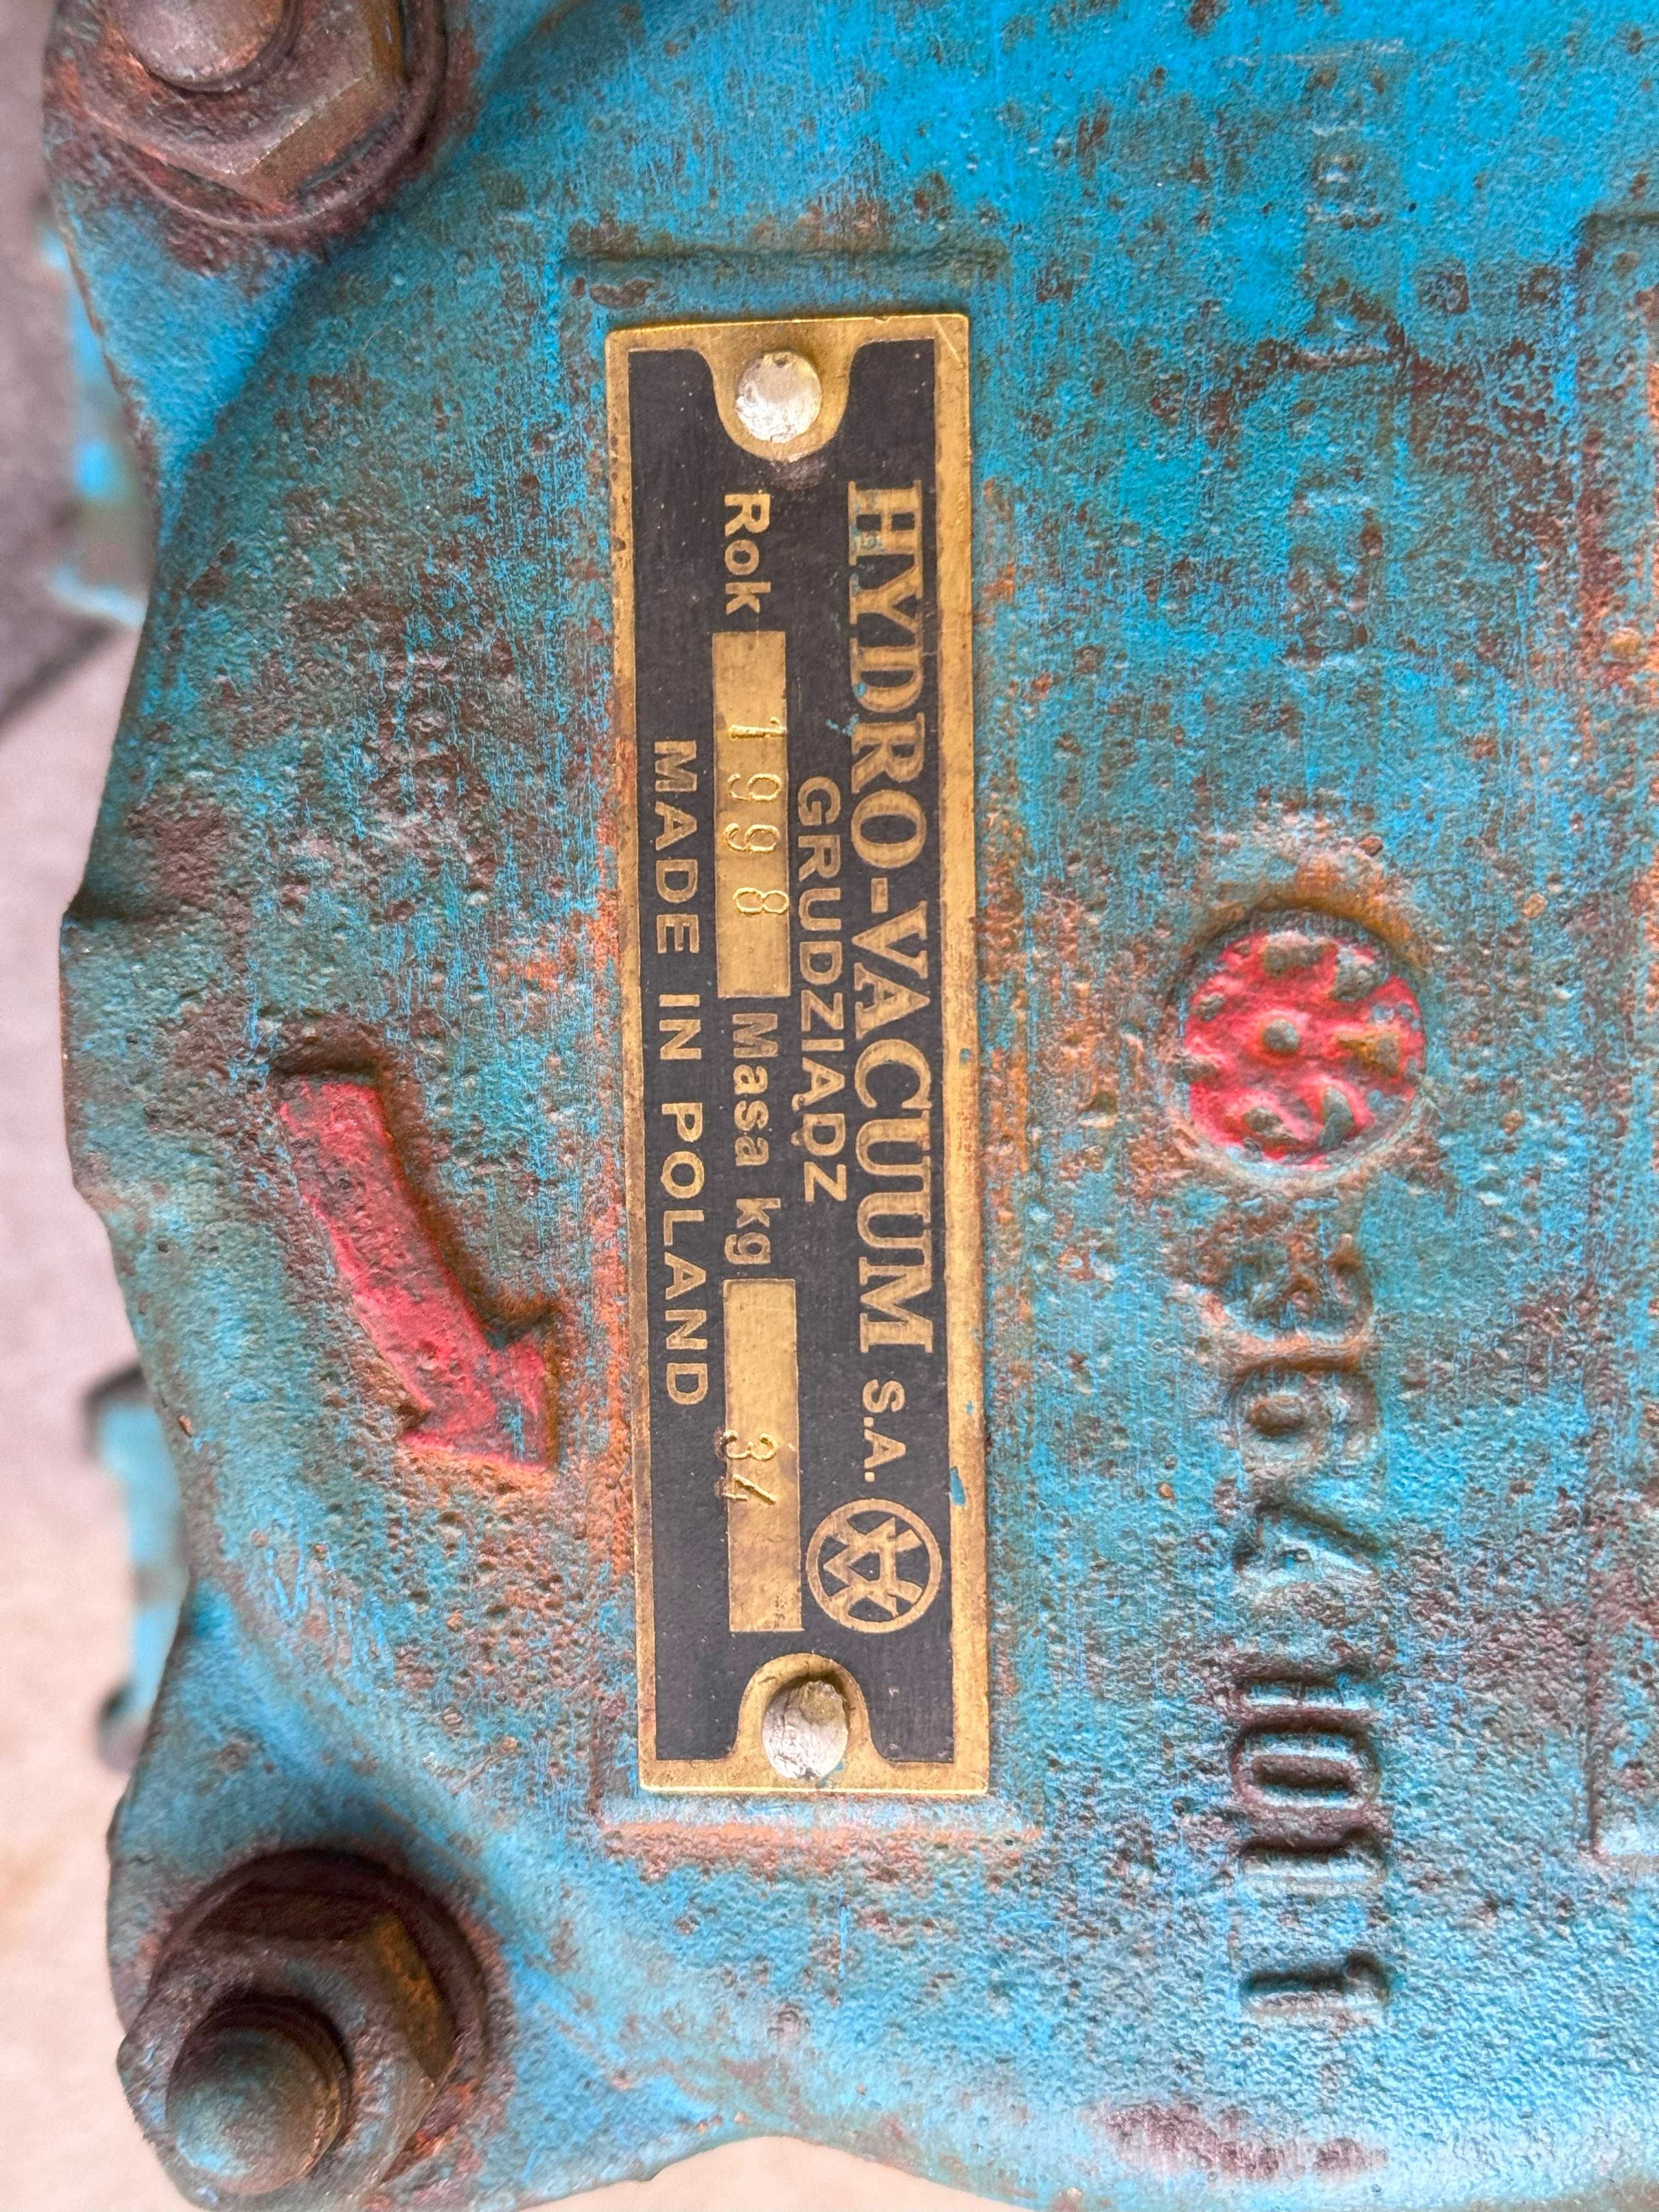 HYDRO-VACUUM S.A.
GRUDZIĄDZ
Rok 1998 Masa kg 34
MADE IN POLAND